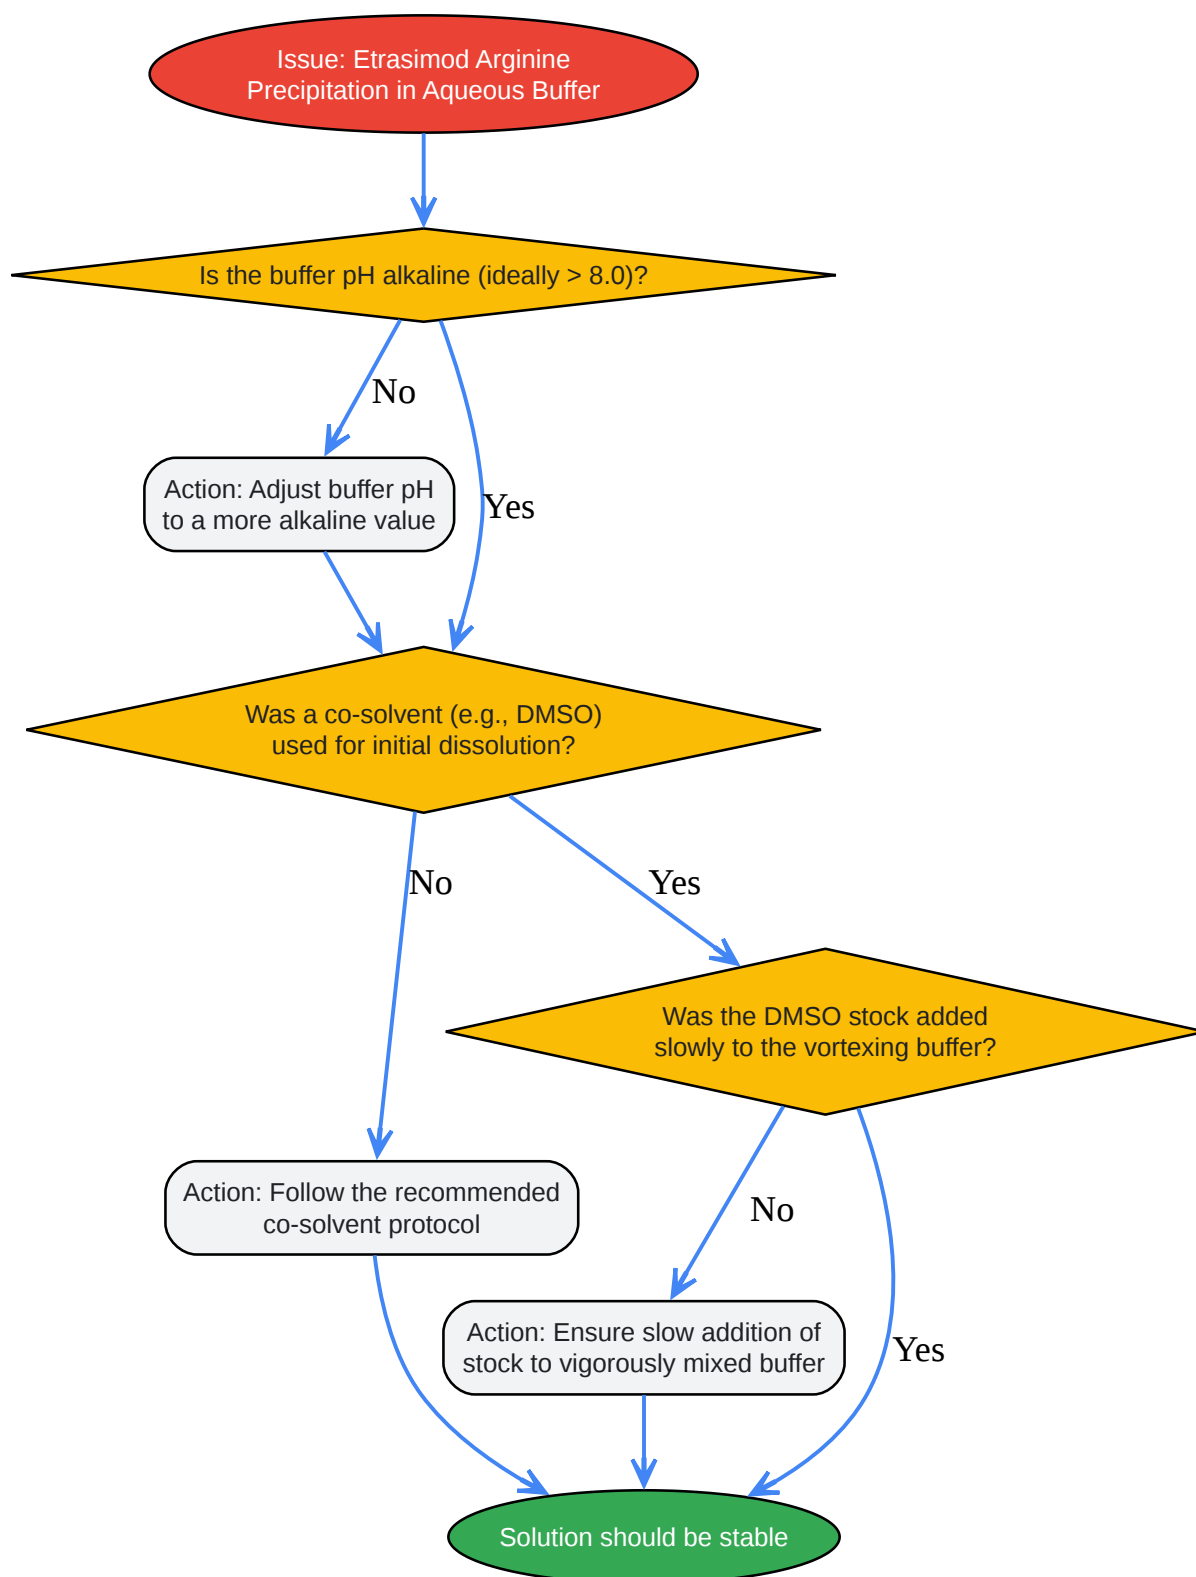 Issue: Etrasimod Arginine
Precipitation in Aqueous Buffer
Is the buffer pH alkaline (ideally > 8.0)?
No
Action: Adjust buffer pH
to a more alkaline value
Yes
Was a co-solvent (e.g., DMSO)
used for initial dissolution?
No
Yes
Was the DMSO stock added
slowly to the vortexing buffer?
Action: Follow the recommended
co-solvent protocol
No
Action: Ensure slow addition of
stock to vigorously mixed buffer
Yes
Solution should be stable